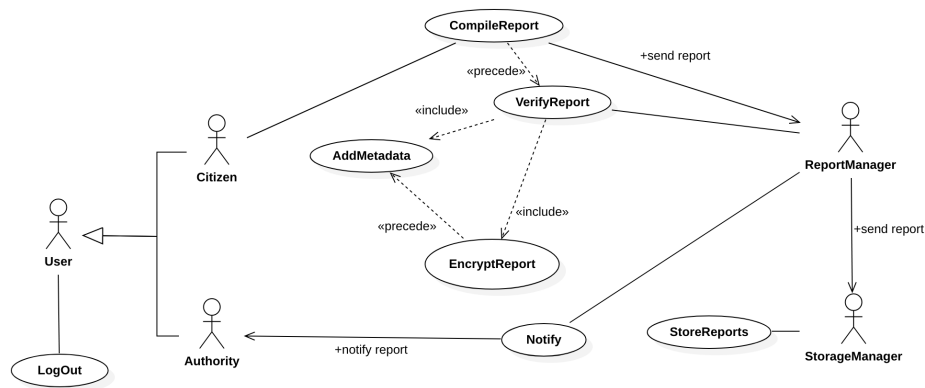 CompileReport
+send report
«precede»
VerifyReport
«include»
AddMetadata
ReportManager
Citizen
«include»
«precede»
+send report
User
EncryptReport
StoreReports
Notify
+notify report
Authority
StorageManager
LogOut